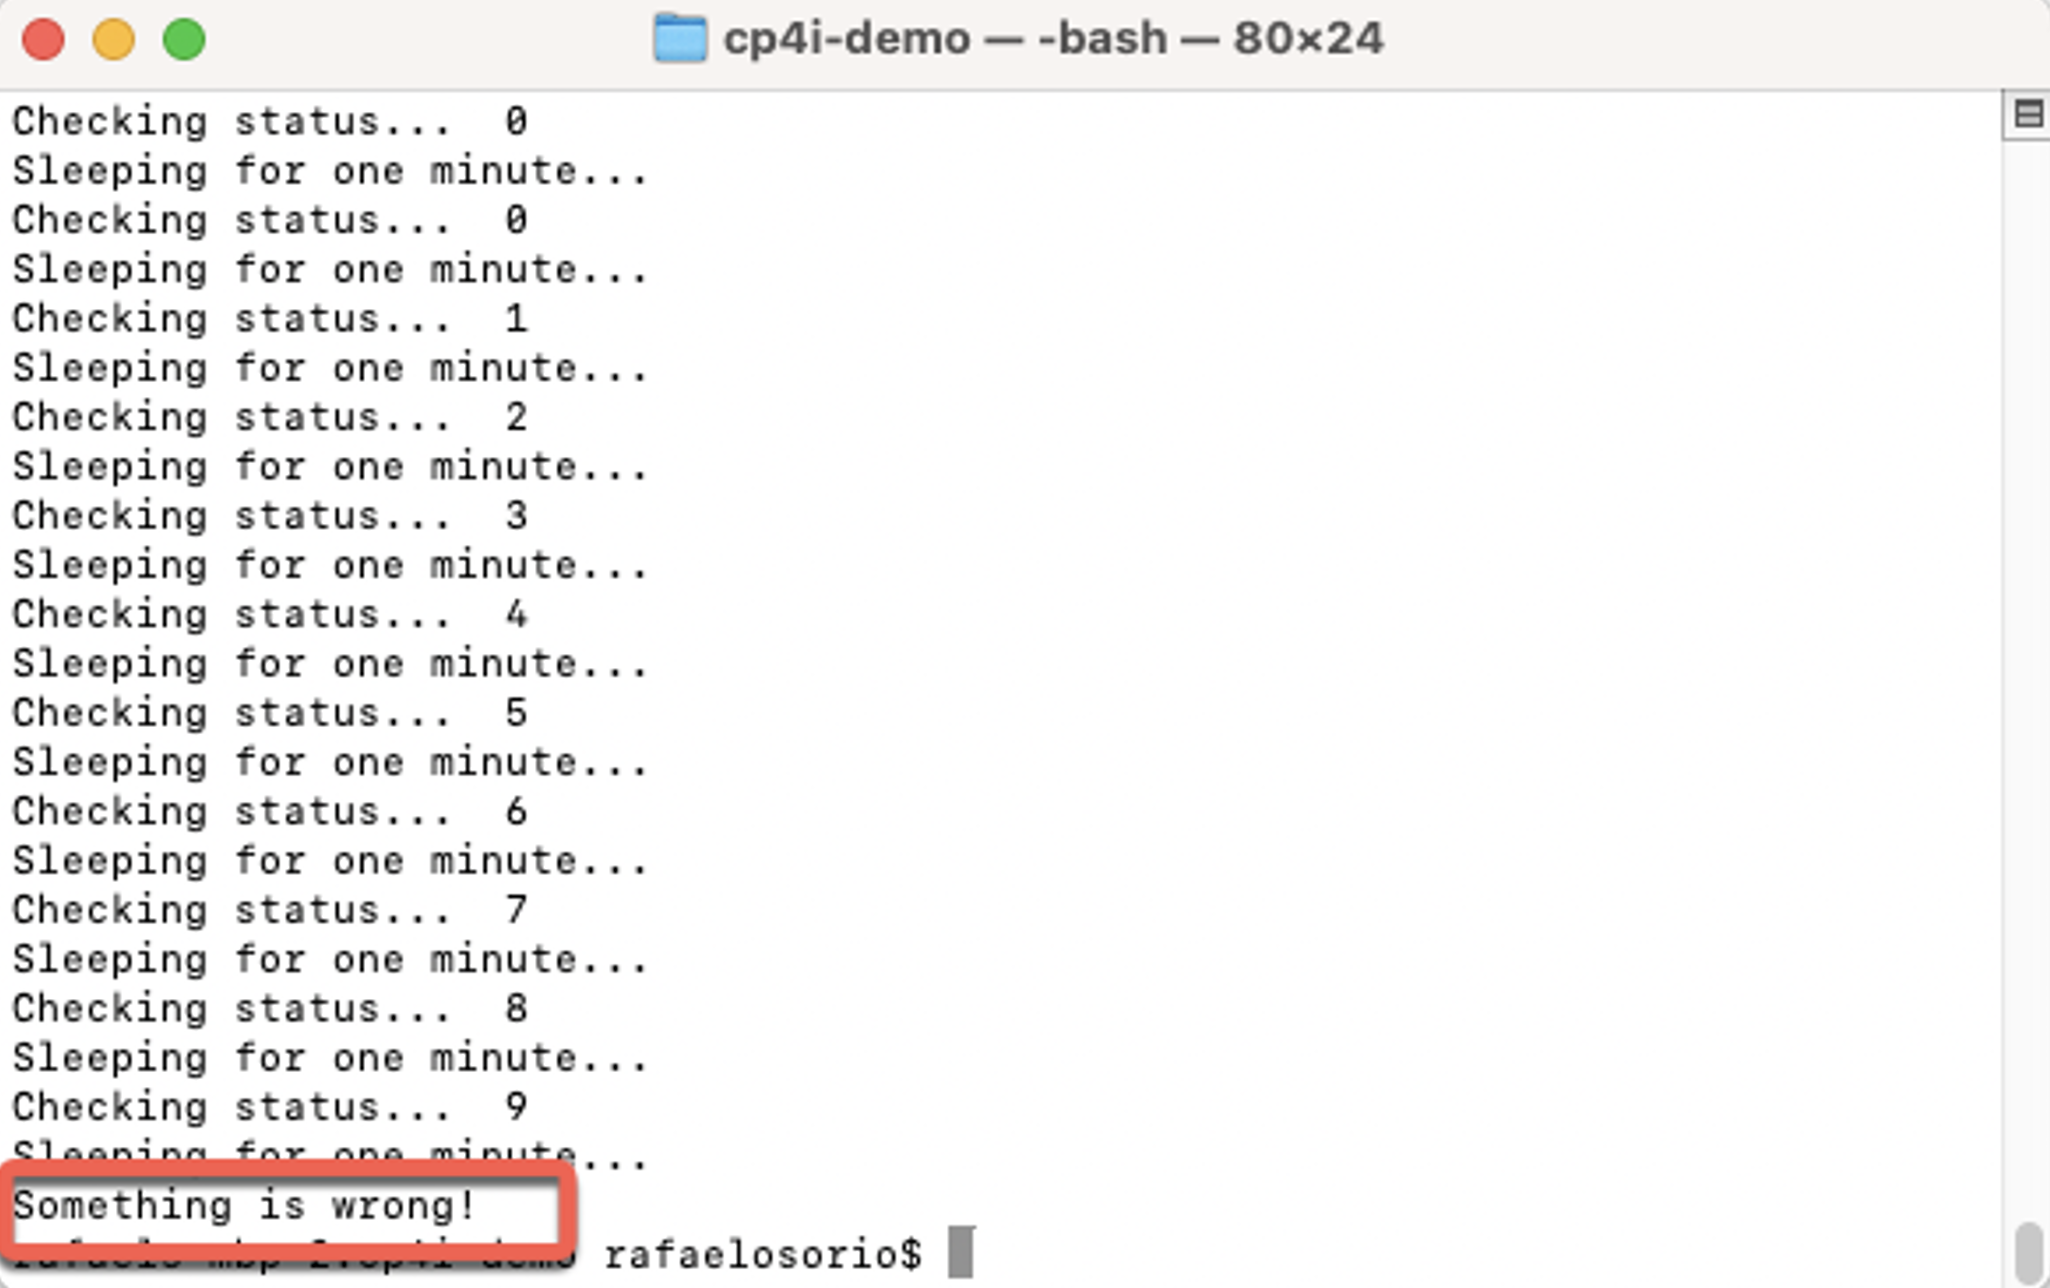 cp4i-demo — -bash — 80×24
Checking status...  0
Sleeping for one minute...
Checking status...  0
Sleeping for one minute...
Checking status...  1
Sleeping for one minute...
Checking status...  2
Sleeping for one minute...
Checking status...  3
Sleeping for one minute...
Checking status...  4
Sleeping for one minute...
Checking status...  5
Sleeping for one minute...
Checking status...  6
Sleeping for one minute...
Checking status...  7
Sleeping for one minute...
Checking status...  8
Sleeping for one minute...
Checking status...  9
Sleeping for one minute...
Something is wrong!
rafaelosorio$